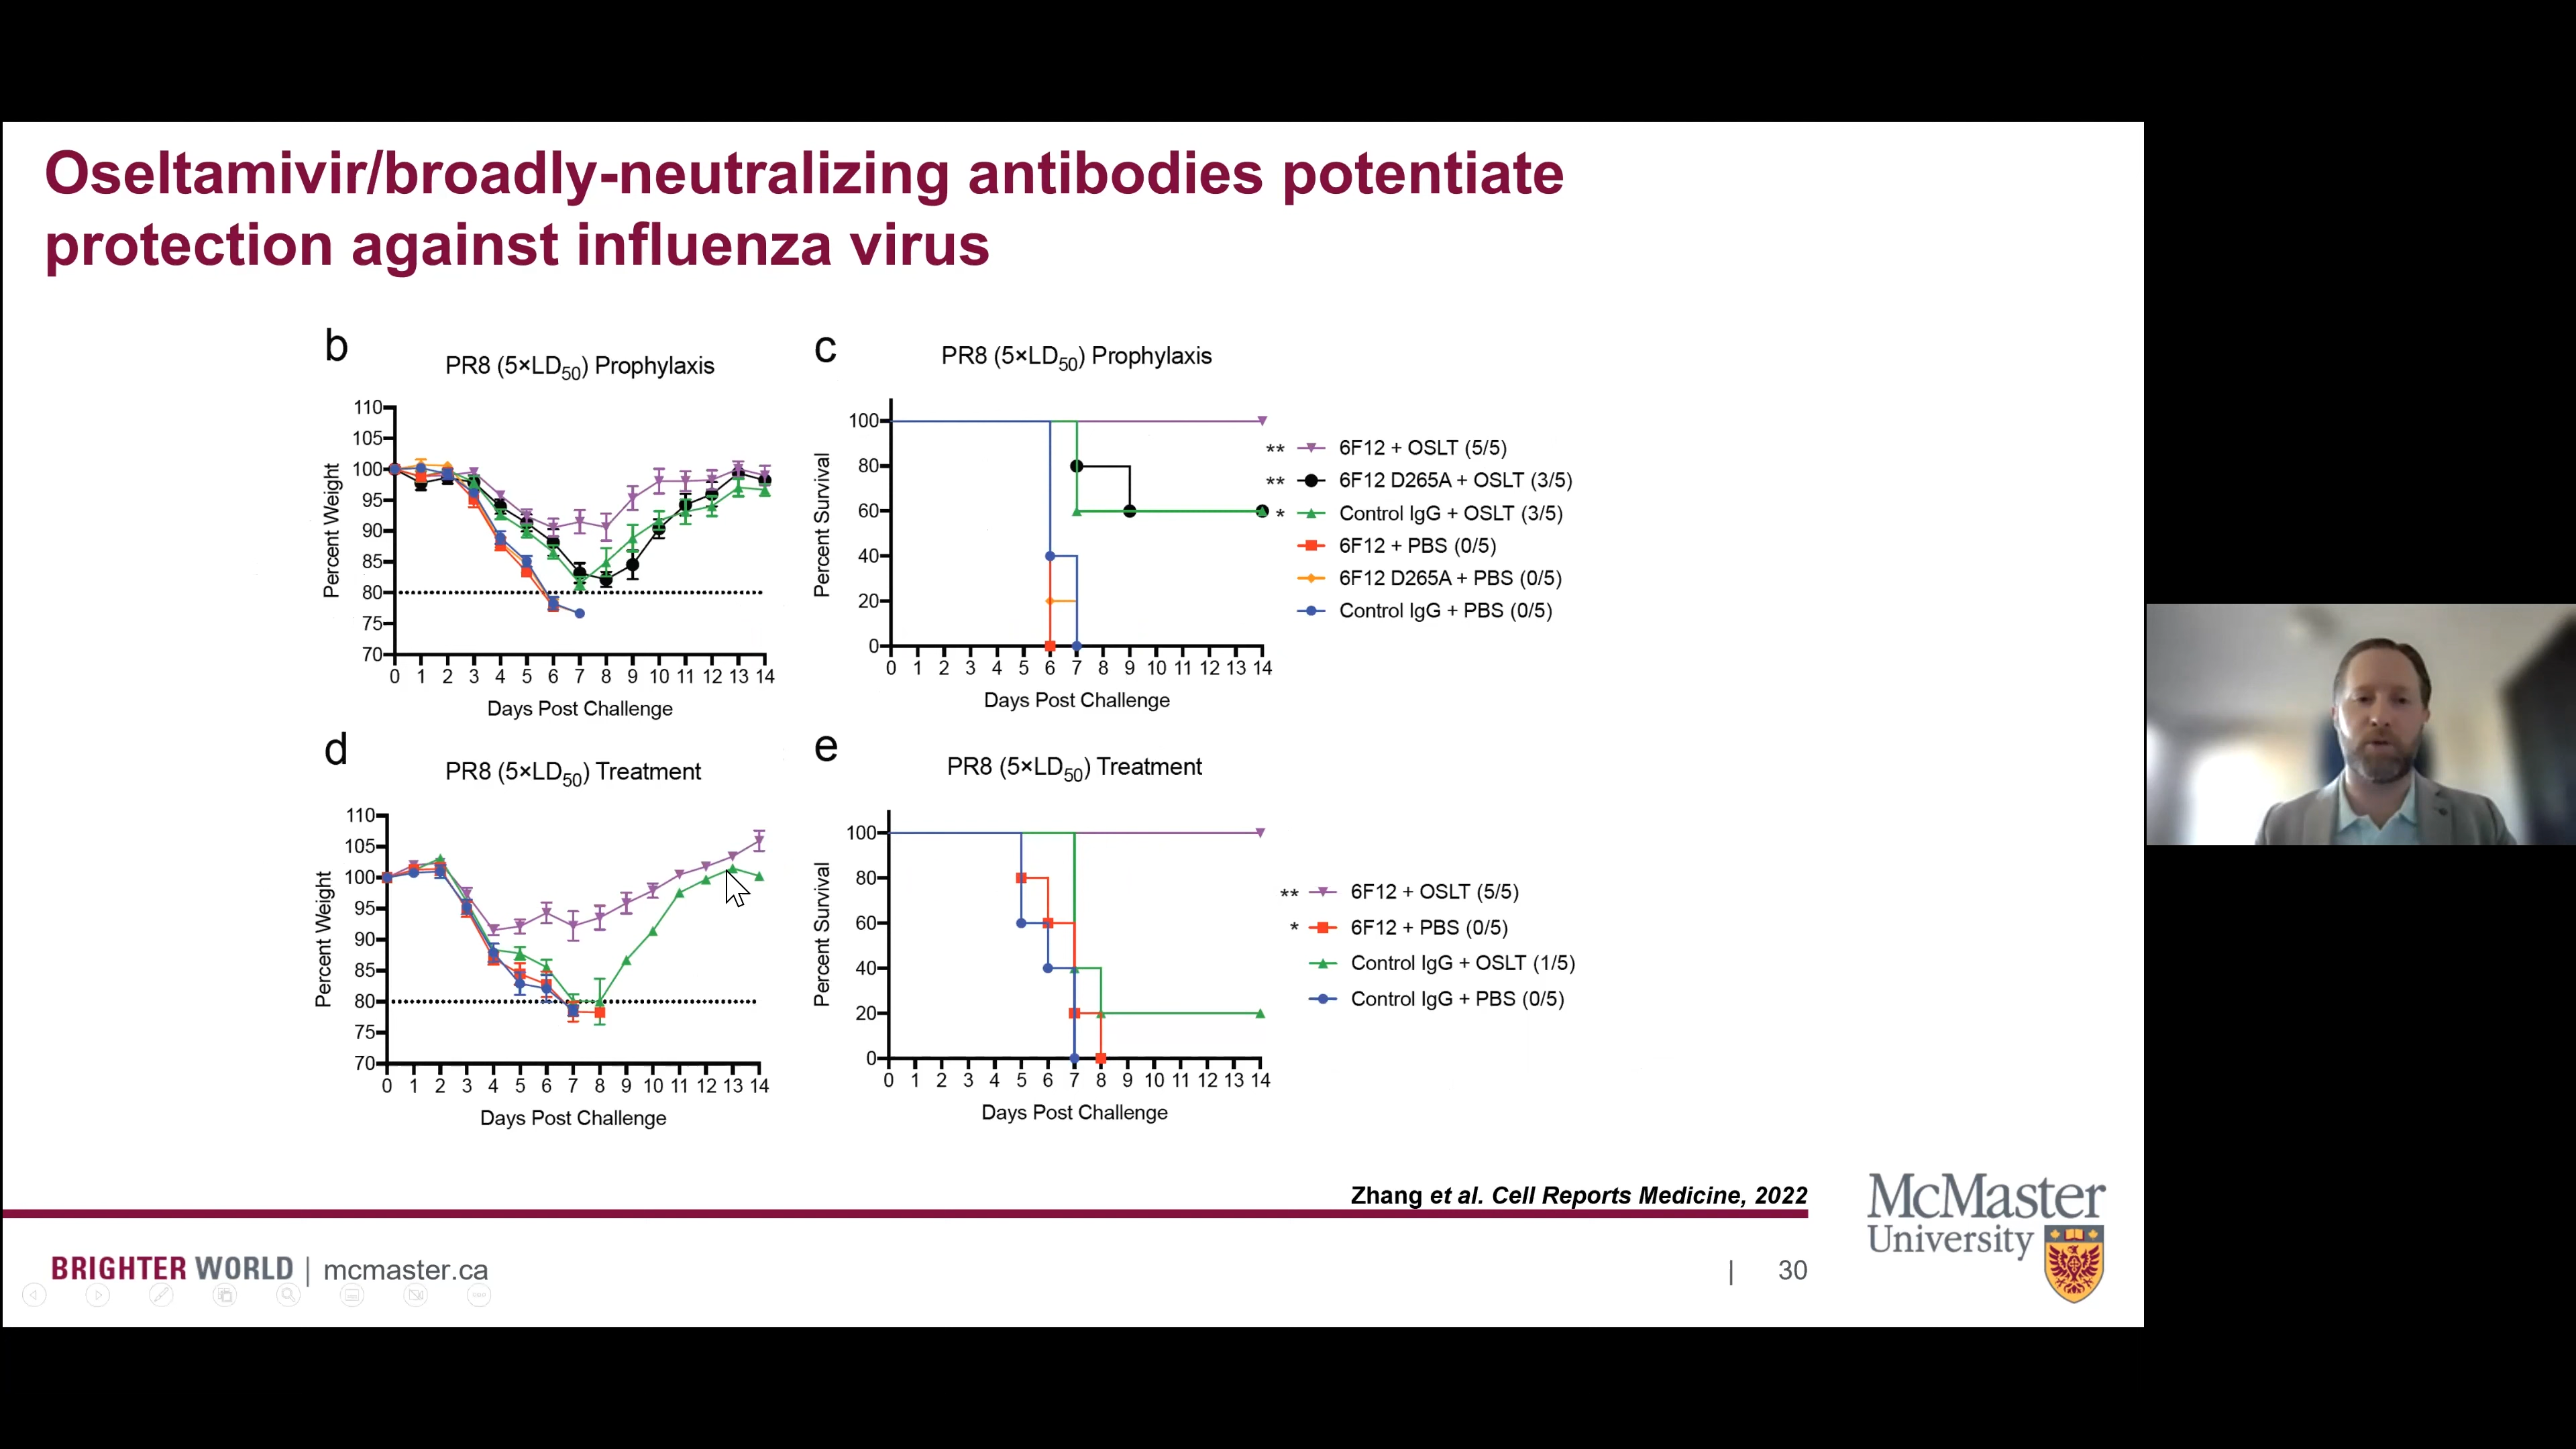 Oseltamivir/broadly-neutralizing antibodies potentiate
protection against influenza virus
b
PR8 (5×LD50) Prophylaxis
110
105
100
95
90
85
80
75
70
Percent Weight
0 1 2 3 4 5 6 7 8 9 10 11 12 13 14
Days Post Challenge
c
PR8 (5×LD50) Prophylaxis
100
80
60
40
20
0
Percent Survival
0 1 2 3 4 5 6 7 8 9 10 11 12 13 14
Days Post Challenge
** 6F12 + OSLT (5/5)
** 6F12 D265A + OSLT (3/5)
* Control IgG + OSLT (3/5)
6F12 + PBS (0/5)
6F12 D265A + PBS (0/5)
Control IgG + PBS (0/5)
d
PR8 (5×LD50) Treatment
110
105
100
95
90
85
80
75
70
Percent Weight
0 1 2 3 4 5 6 7 8 9 10 11 12 13 14
Days Post Challenge
e
PR8 (5×LD50) Treatment
100
80
60
40
20
0
Percent Survival
0 1 2 3 4 5 6 7 8 9 10 11 12 13 14
Days Post Challenge
** 6F12 + OSLT (5/5)
* 6F12 + PBS (0/5)
Control IgG + OSLT (1/5)
Control IgG + PBS (0/5)
Zhang et al. Cell Reports Medicine, 2022
BRIGHTER WORLD | mcmaster.ca
| 30
McMaster
University